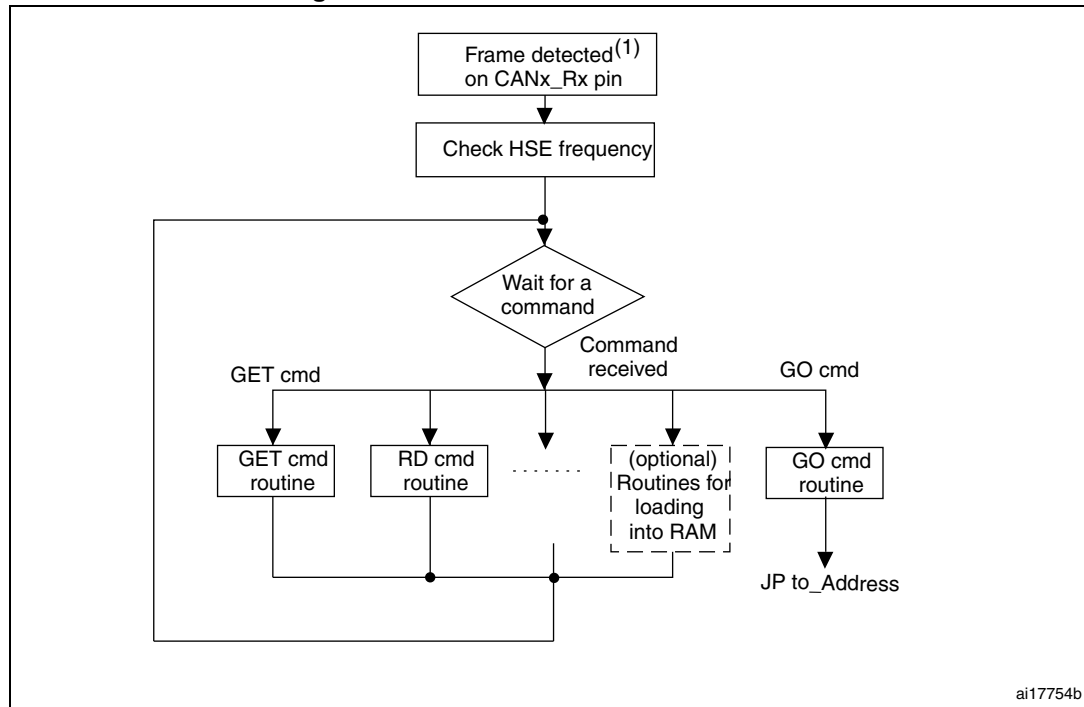 Frame detected(1)
on CANx_Rx pin
Check HSE frequency
Wait for a
command
Command
received
GET cmd
GO cmd
GET cmd
routine
RD cmd
routine
.......
(optional)
Routines for
loading
into RAM
GO cmd
routine
JP to_Address
ai17754b